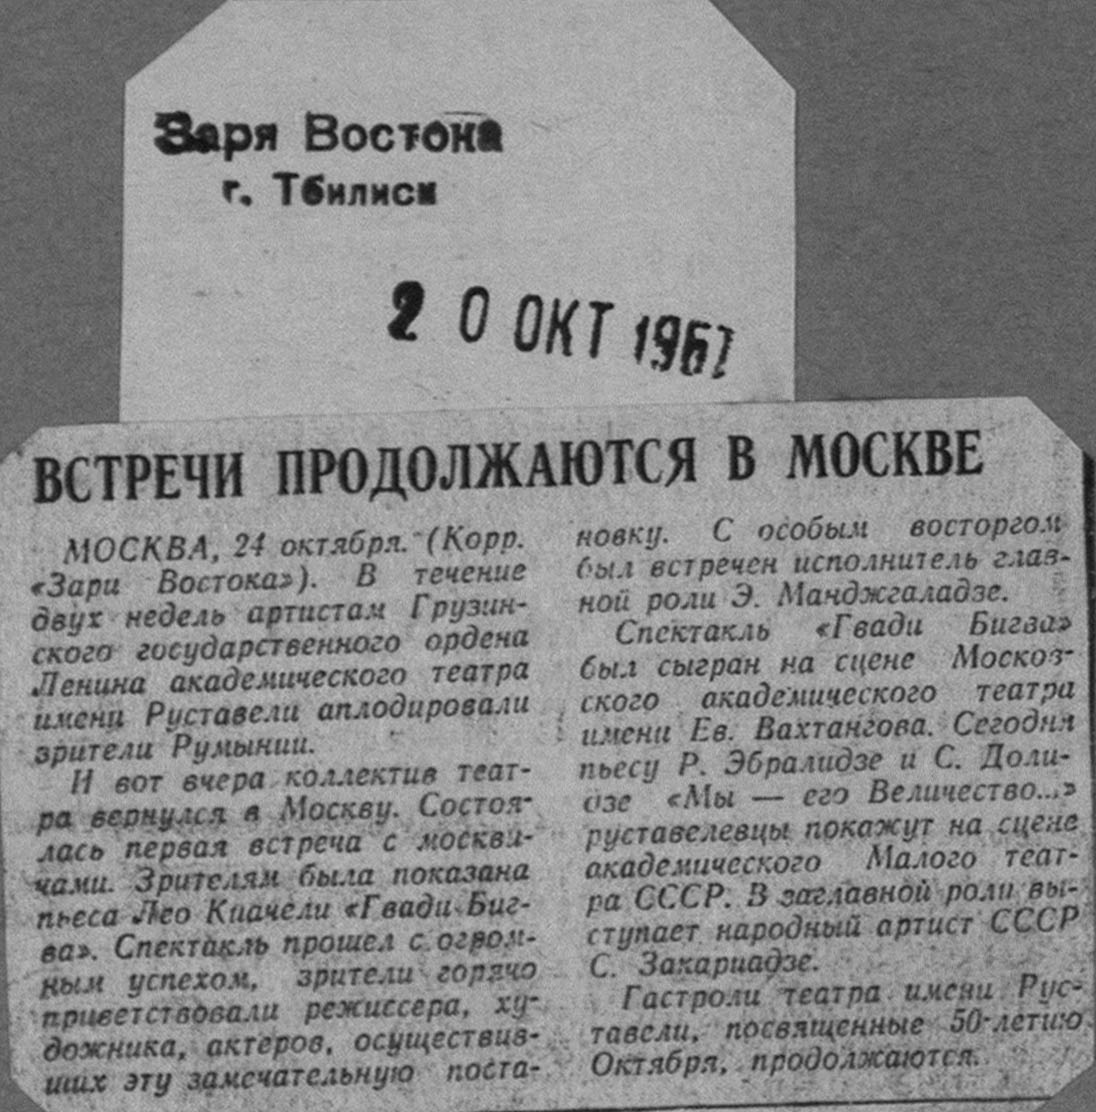 Заря Востока
г. Тбилиси
20 ОКТ 1967
ВСТРЕЧИ ПРОДОЛЖАЮТСЯ В МОСКВЕ
МОСКВА, 24 октября. (Корр.
«Зари Востока»). В течение
двух недель артистам Грузин-
ского государственного ордена
Ленина академического театра
имени Руставели аплодировали
зрители Румынии.
И вот вчера коллектив теат-
ра вернулся в Москву. Состоя-
лась первая встреча с москви-
чами. Зрителям была показана
пьеса Лео Киачели «Гвади Биг-
ва». Спектакль прошел с огром-
ным успехом, зрители горячо
приветствовали режиссера, ху-
дожника, актеров, осуществив-
ших эту замечательную поста-
новку. С особым восторгом
был встречен исполнитель глав-
ной роли Э. Манджгаладзе.
Спектакль «Гвади Бигва»
был сыгран на сцене Москов-
ского академического театра
имени Ев. Вахтангова. Сегодня
пьесу Р. Эбралидзе и С. Доли-
дзе «Мы — его Величество...»
руставелевцы покажут на сцене
академического Малого теат-
ра СССР. В заглавной роли вы-
ступает народный артист СССР
С. Закариадзе.
Гастроли театра имени Рус-
тавели, посвященные 50-летию
Октября, продолжаются.